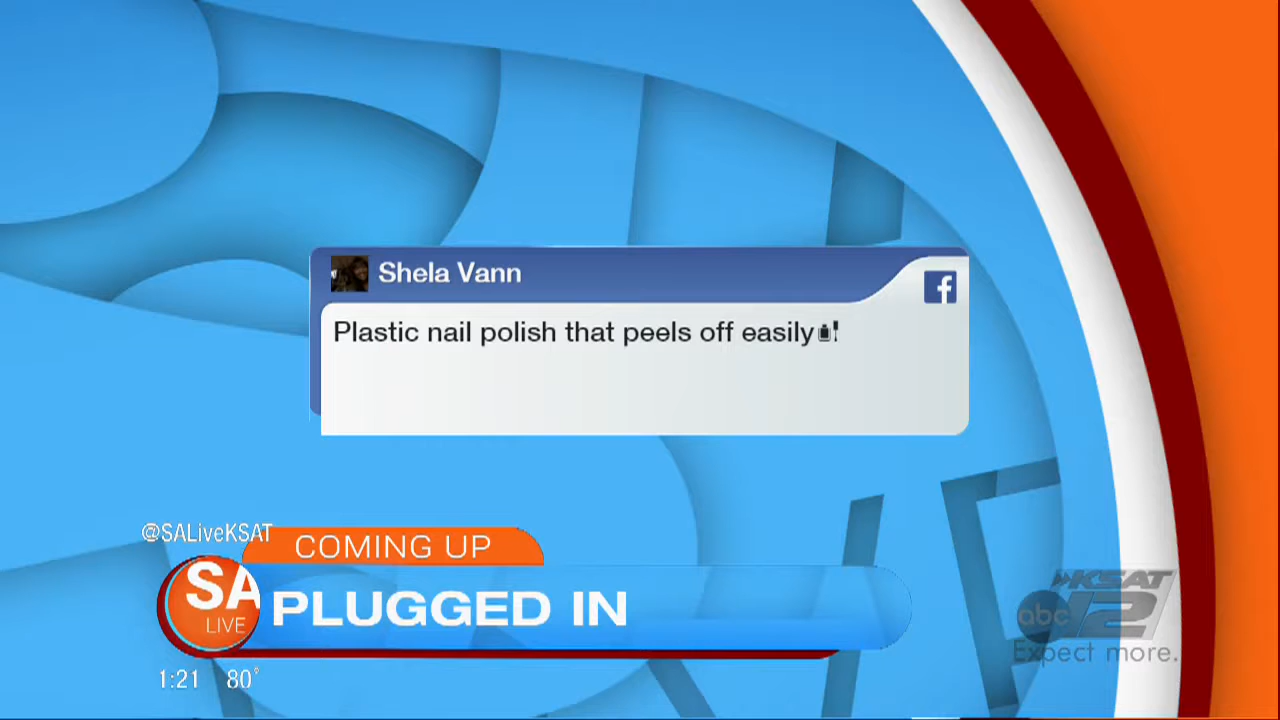 Shela Vann
Plastic nail polish that peels off easily💅!
@SALiveKSAT
COMING UP
SA
LIVE
PLUGGED IN
KSAT
abc 12
Expect more.
1:21 80°